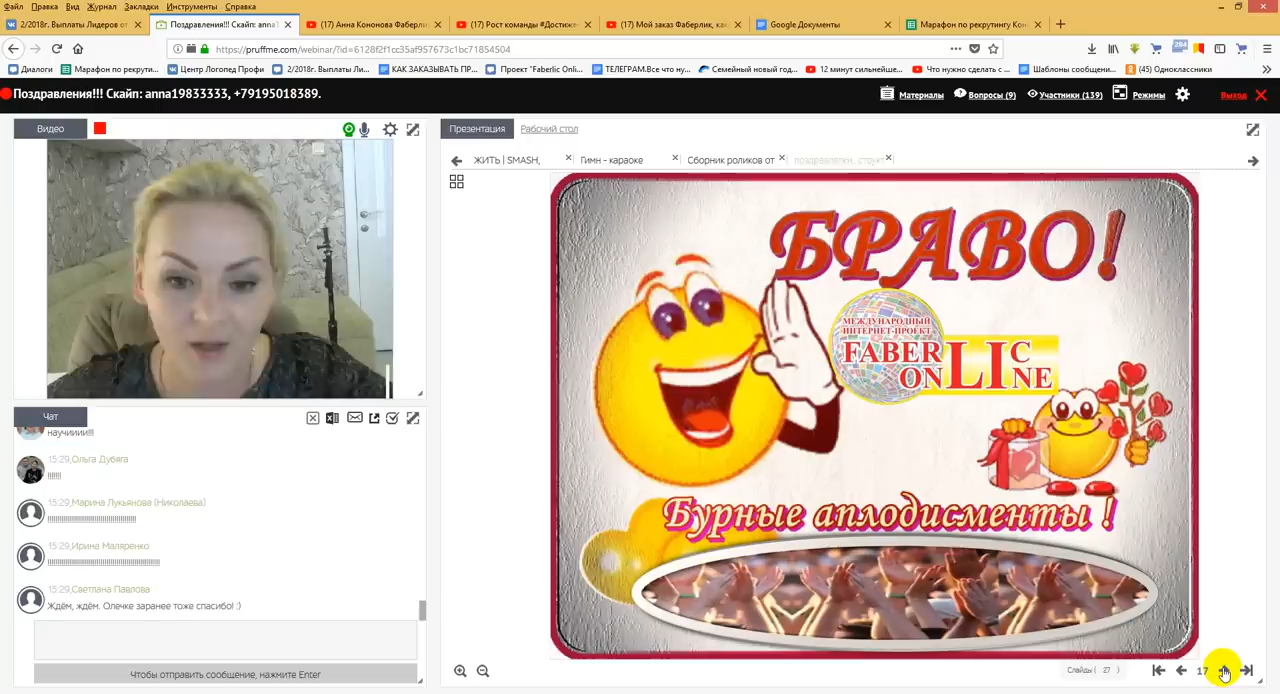 Файл Правка Вид Журнал Закладки Инструменты Справка
2/2018г. Выплаты Лидеров от
Поздравления!!! Скайп: anna1
(17) Анна Кононова Фаберли
(17) Рост команды #Достиже
(17) Мой заказ Фаберлик, как
Google Документы
Марафон по рекрутингу Кон
https://pruffme.com/webinar/?id=6128f2f1cc35af957673c1bc71854504
284
Диалоги
Марафон по рекрути...
Центр Логопед Профи
2/2018г. Выплаты Ли...
КАК ЗАКАЗЫВАТЬ ПР...
Проект "Faberlic Onli...
ТЕЛЕГРАМ.Все что ну...
Семейный новый год...
12 минут сильнейше...
Что нужно сделать с ...
Шаблоны сообщени...
(45) Одноклассники
Поздравления!!! Скайп: anna19833333, +79195018389.
Материалы
Вопросы (9)
Участники (139)
Режимы
Выход
Видео
Презентация
Рабочий стол
ЖИТЬ | SMASH,
Гимн - караоке
Сборник роликов от
БРАВО!
МЕЖДУНАРОДНЫЙ
ИНТЕРНЕТ-ПРОЕКТ
FABERLIC
ONLINE
Бурные аплодисменты !
Чат
научииии!!!
15:29, Ольга Дубяга
!!!!!!!
15:29, Марина Лукьянова (Николаева)
15:29, Ирина Маляренко
15:29, Светлана Павлова
Ждём, ждём. Олечке заранее тоже спасибо! :)
Чтобы отправить сообщение, нажмите Enter
Слайды ( 27 )
17